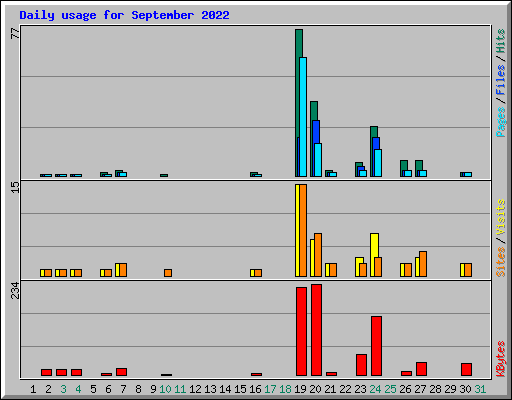 Daily usage for September 2022
77
Pages / Files / Hits
15
Sites / Visits
234
KBytes
1 2 3 4 5 6 7 8 9 10 11 12 13 14 15 16 17 18 19 20 21 22 23 24 25 26 27 28 29 30 31